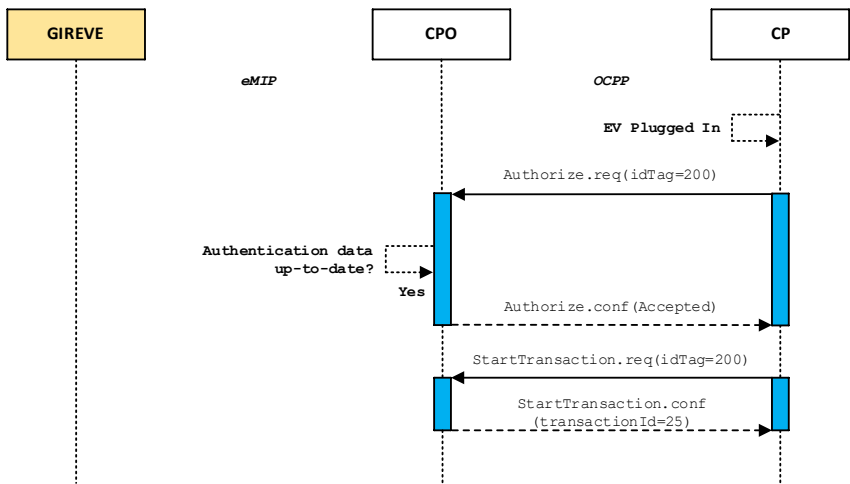 GIREVE
CPO
CP
eMIP
OCPP
EV Plugged In
Authorize.req(idTag=200)
Authentication data
up-to-date?
Yes
Authorize.conf(Accepted)
StartTransaction.req(idTag=200)
StartTransaction.conf
(transactionId=25)